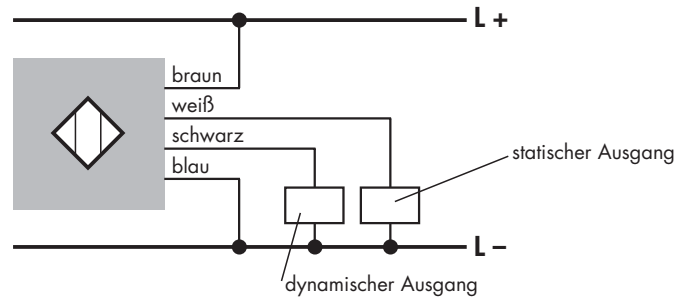 L +
braun
weiß
schwarz
blau
statischer Ausgang
L –
dynamischer Ausgang